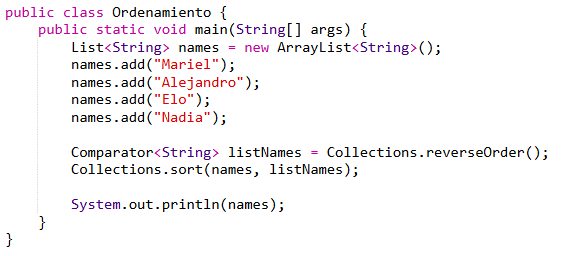 public class Ordenamiento {
public static void main(String[] args) {
List<String> names = new ArrayList<String>();
names.add("Mariel");
names.add("Alejandro");
names.add("Elo");
names.add("Nadia");
Comparator<String> listNames = Collections.reverseOrder();
Collections.sort(names, listNames);
System.out.println(names);
}
}